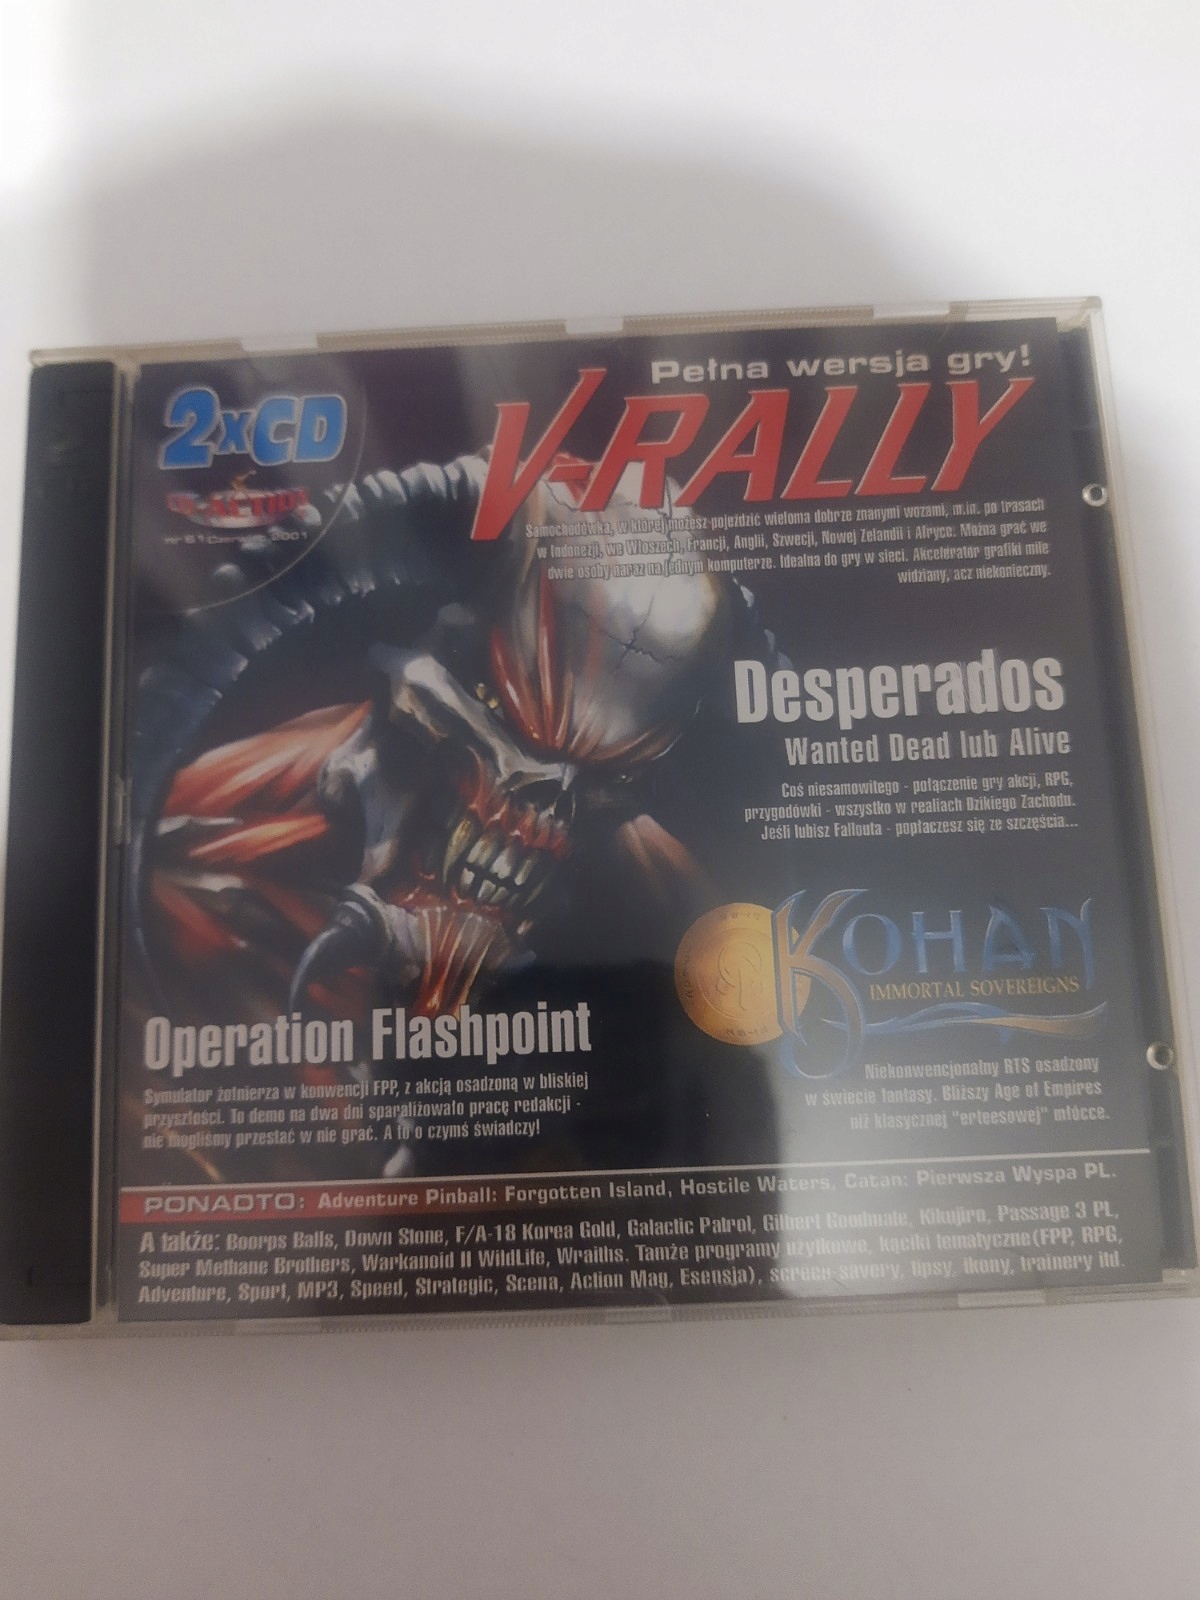 2xCD
CD-ACTION
nr 61 Czerwiec 2001
Pełna wersja gry!
V-RALLY
Samochodówka, w której możesz pojeździć wieloma dobrze znanymi wozami, m.in. po trasach
w Indonezji, we Włoszech, Francji, Anglii, Szwecji, Nowej Zelandii i Afryce. Można grać we
dwie osoby naraz na jednym komputerze. Idealna do gry w sieci. Akcelerator grafiki mile
widziany, acz niekonieczny.
Desperados
Wanted Dead lub Alive
Coś niesamowitego - połączenie gry akcji, RPG,
przygodówki - wszystko w realiach Dzikiego Zachodu.
Jeśli lubisz Fallouta - popłaczesz się ze szczęścia...
KOHAN
IMMORTAL SOVEREIGNS
Niekonwencjonalny RTS osadzony
w świecie fantasy. Bliższy Age of Empires
niż klasycznej "erteesowej" młócce.
Operation Flashpoint
Symulator żołnierza w konwencji FPP, z akcją osadzoną w bliskiej
przyszłości. To demo na dwa dni sparaliżowało pracę redakcji -
nie mogliśmy przestać w nie grać. A to o czymś świadczy!
PONADTO: Adventure Pinball: Forgotten Island, Hostile Waters, Catan: Pierwsza Wyspa PL.
A także: Boorps Balls, Down Stone, F/A-18 Korea Gold, Galactic Patrol, Gilbert Goodmate, Kikujiro, Passage 3 PL,
Super Methane Brothers, Warkanoid II WildLife, Wraiths. Tamże programy użytkowe, kąciki tematyczne(FPP, RPG,
Adventure, Sport, MP3, Speed, Strategic, Scena, Action Mag, Esensja), screen-savery, tipsy, ikony, trainery itd.